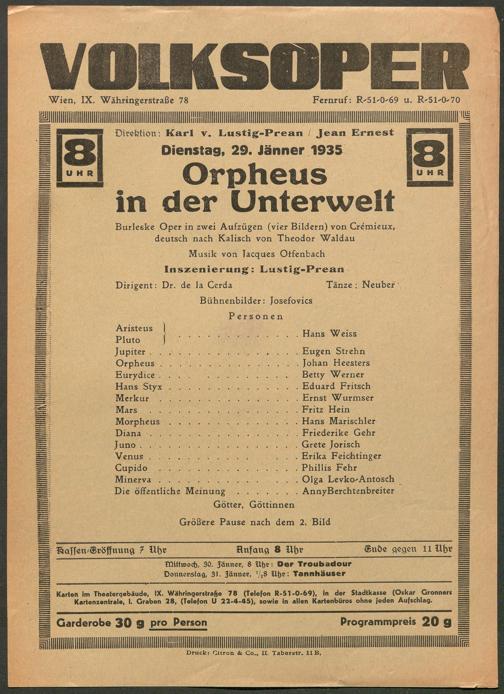 VOLKSOPER
Wien, IX. Währingerstraße 78 Fernruf: R-51-0-69 u. R-51-0-70
8 UHR
Direktion: Karl v. Lustig-Prean / Jean Ernest
8 UHR
Dienstag, 29. Jänner 1935
Orpheus
in der Unterwelt
Burleske Oper in zwei Aufzügen (vier Bildern) von Crémieux,
deutsch nach Kalisch von Theodor Waldau
Musik von Jacques Offenbach
Inszenierung: Lustig-Prean
Dirigent: Dr. de la Cerda Tänze: Neuber
Bühnenbilder: Josefovics
Personen
Aristeus
Pluto } . . . . . . . . . . . Hans Weiss
Jupiter . . . . . . . . . . . . Eugen Strehn
Orpheus . . . . . . . . . . . . Johan Heesters
Eurydice . . . . . . . . . . . . Betty Werner
Hans Styx . . . . . . . . . . . Eduard Fritsch
Merkur . . . . . . . . . . . . Ernst Wurmser
Mars . . . . . . . . . . . . Fritz Hein
Morpheus . . . . . . . . . . . Hans Marischler
Diana . . . . . . . . . . . . Friederike Gehr
Juno . . . . . . . . . . . . Grete Jorisch
Venus . . . . . . . . . . . . Erika Feichtinger
Cupido . . . . . . . . . . . . Phillis Fehr
Minerva . . . . . . . . . . . Olga Levko-Antosch
Die öffentliche Meinung . . . . . . AnnyBerchtenbreiter
Götter, Göttinnen
Größere Pause nach dem 2. Bild
Kassen-Eröffnung 7 Uhr Anfang 8 Uhr Ende gegen 11 Uhr
Mittwoch, 30. Jänner, 8 Uhr: Der Troubadour
Donnerstag, 31. Jänner, ½8 Uhr: Tannhäuser
Karten im Theatergebäude, IX. Währingerstraße 78 (Telefon R-51-0-69), in der Stadtkasse (Oskar Gronners
Kartenzentrale, I. Graben 28, (Telefon U 22-4-45), sowie in allen Kartenbüros ohne jeden Aufschlag.
Garderobe 30 g pro Person Programmpreis 20 g
Druck: Citron & Co., II. Taborstr. 11B.